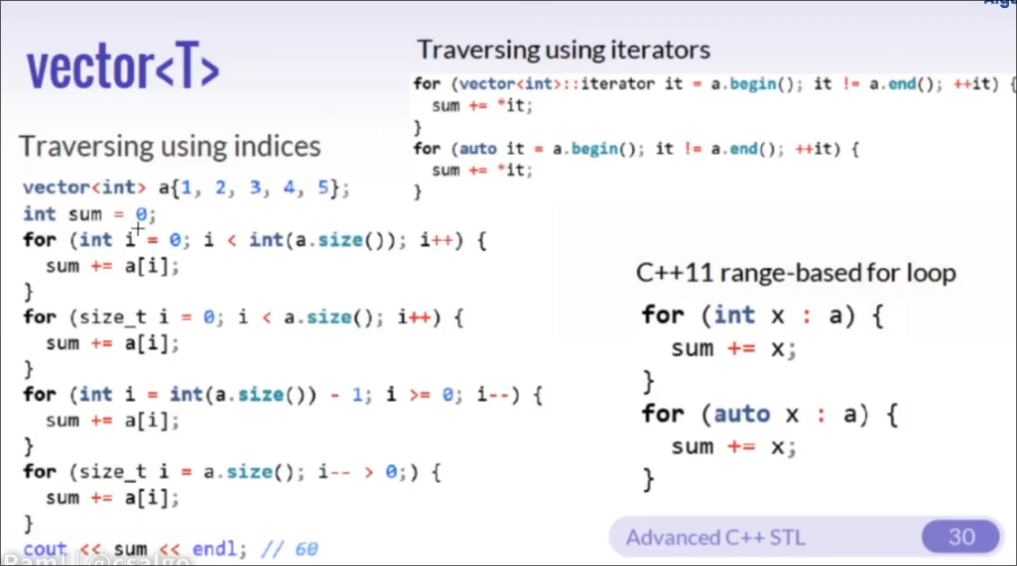 vector<T>
Traversing using indices
vector<int> a{1, 2, 3, 4, 5};
int sum = 0;
for (int i = 0; i < int(a.size()); i++) {
sum += a[i];
}
for (size_t i = 0; i < a.size(); i++) {
sum += a[i];
}
for (int i = int(a.size()) - 1; i >= 0; i--) {
sum += a[i];
}
for (size_t i = a.size(); i-- > 0;) {
sum += a[i];
}
cout << sum << endl; // 60
Traversing using iterators
for (vector<int>::iterator it = a.begin(); it != a.end(); ++it) {
sum += *it;
}
for (auto it = a.begin(); it != a.end(); ++it) {
sum += *it;
}
C++11 range-based for loop
for (int x : a) {
sum += x;
}
for (auto x : a) {
sum += x;
}
Advanced C++ STL
30